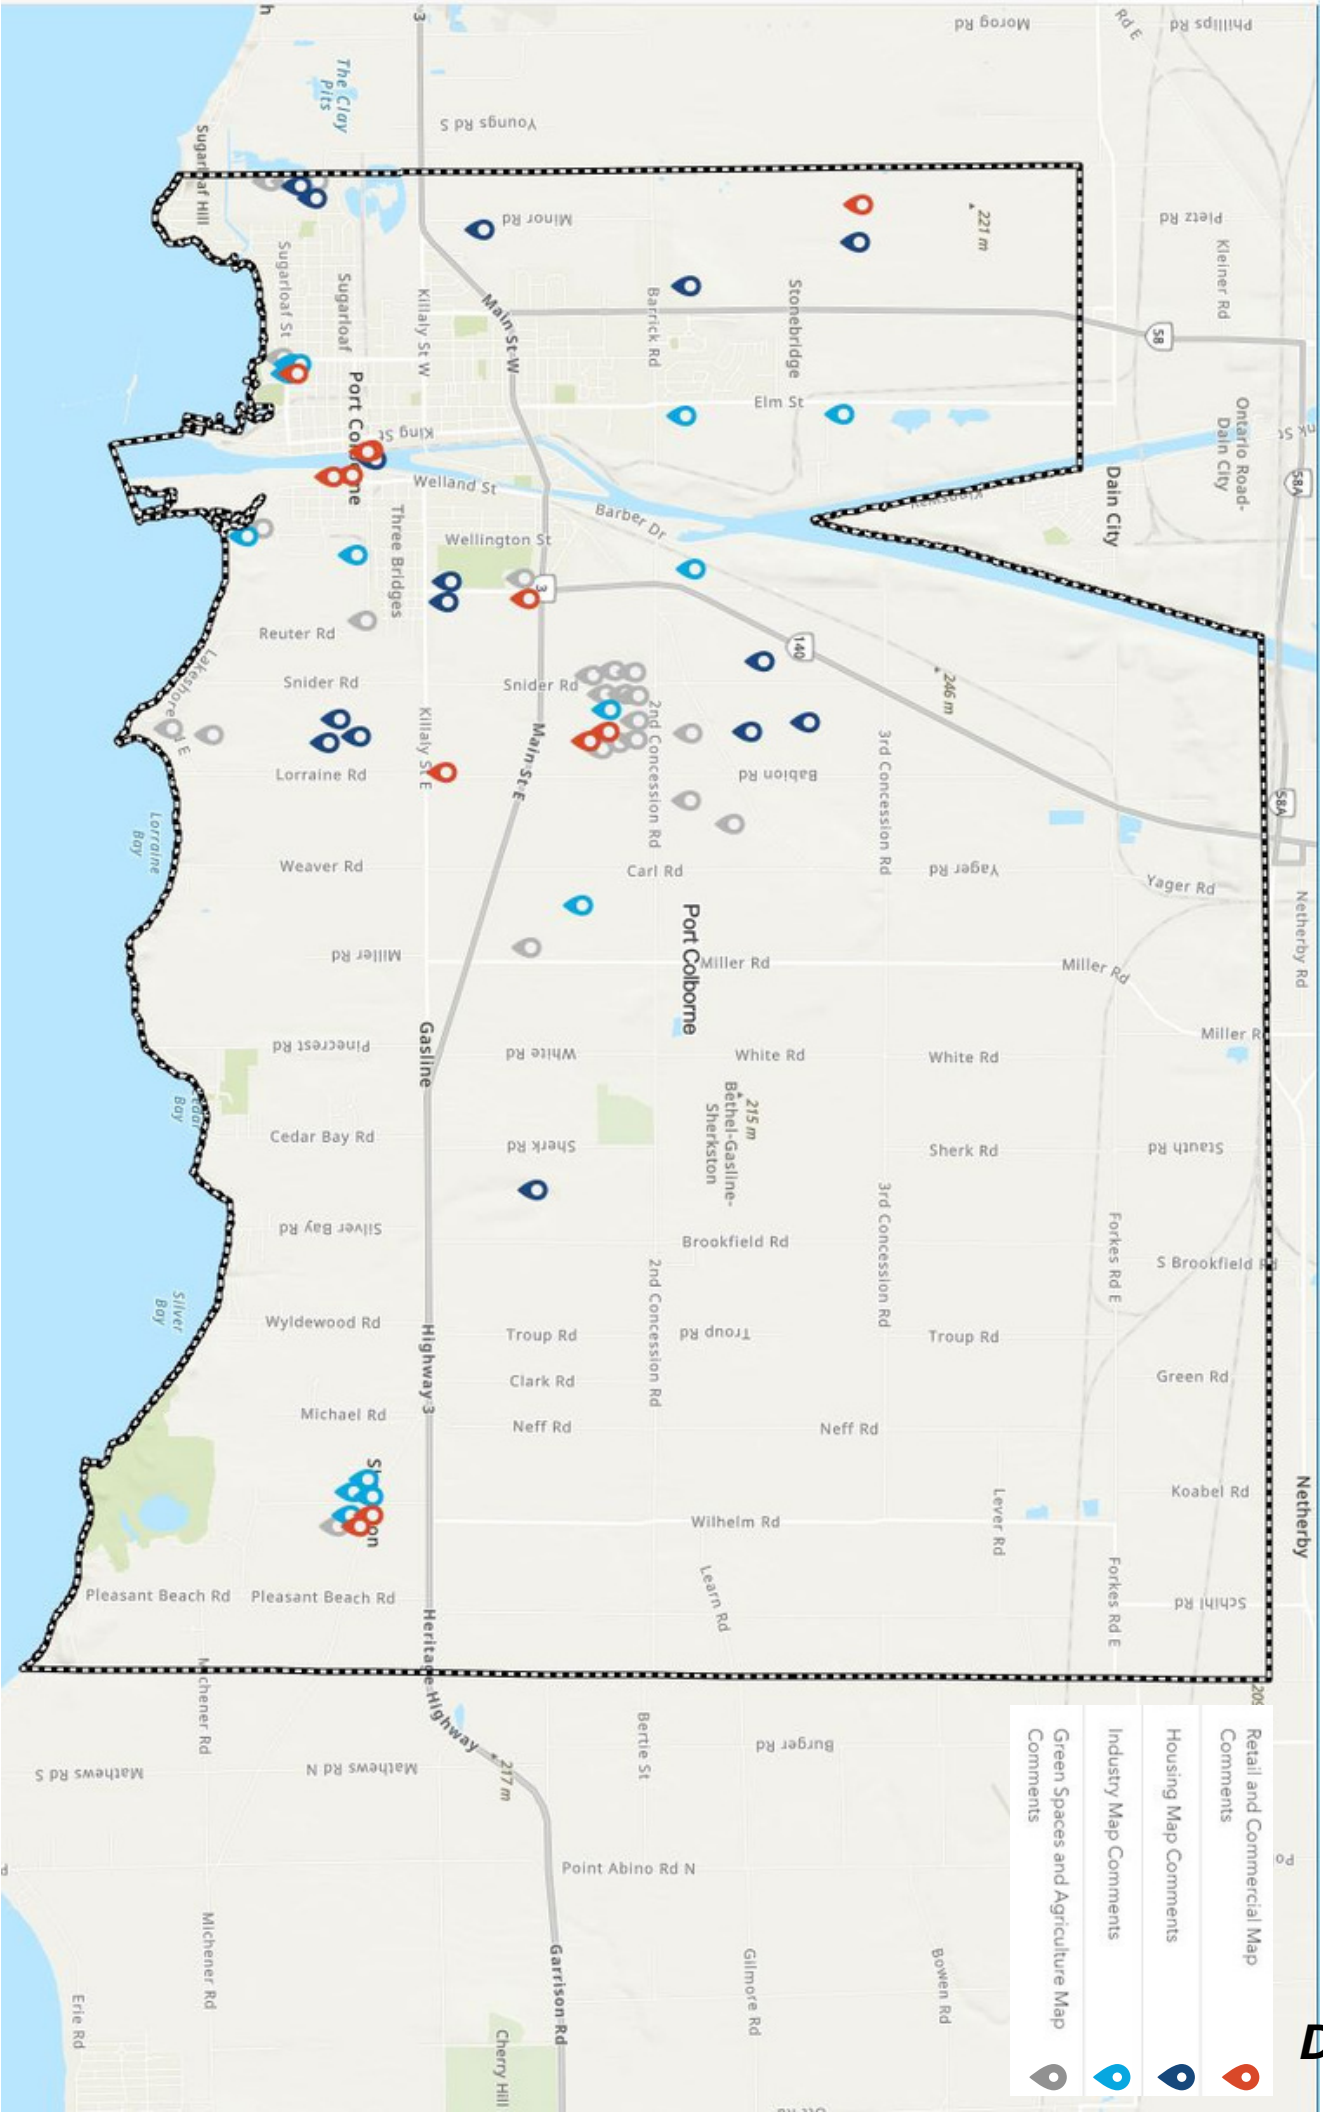 Morog Rd
Rd E
Phillips Rd
3
h
The Clay
Pits
Youngs Rd S
Sugarloaf Hill
Minor Rd
221 m
Pietz Rd
Kleiner Rd
Sugarloaf St
Sugarloaf
Killaly St W
Main St W
Barrick Rd
Stonebridge
58
Elm St
Ontario Road-
Dain City
58A
Port Colborne
King St
Welland St
Barber Dr
Kingsway
Dain City
Three Bridges
Wellington St
3
Reuter Rd
140
Lakeshore Rd E
Snider Rd
Snider Rd
246 m
Killaly St E
Main St E
2nd Concession Rd
3rd Concession Rd
Lorraine Rd
Babion Rd
58A
Lorraine
Bay
Weaver Rd
Carl Rd
Yager Rd
Yager Rd
Netherby Rd
Port Colborne
Miller Rd
Miller Rd
Miller Rd
Miller R
Pinecrest Rd
Gasline
White Rd
White Rd
White Rd
Cedar
Bay
215 m
Bethel-Gasline-
Sherkston
Cedar Bay Rd
Sherk Rd
Sherk Rd
Stauth Rd
Silver Bay Rd
Brookfield Rd
3rd Concession Rd
Forkes Rd E
S Brookfield Rd
Silver
Bay
Wyldewood Rd
Highway 3
Troup Rd
2nd Concession Rd
Troup Rd
Troup Rd
Clark Rd
Green Rd
Michael Rd
Neff Rd
Neff Rd
S
on
Koabel Rd
Netherby
Wilhelm Rd
Lever Rd
Pleasant Beach Rd
Pleasant Beach Rd
Learn Rd
Forkes Rd E
Schihl Rd
Heritage Highway
Michener Rd
209
Mathews Rd S
Mathews Rd N
217 m
Bertie St
Burger Rd
Point Abino Rd N
Po
Michener Rd
Erie Rd
Garrison Rd
Cherry Hill
Gilmore Rd
Bowen Rd
Ott Rd
Retail and Commercial Map
Comments
Housing Map Comments
Industry Map Comments
Green Spaces and Agriculture Map
Comments
D